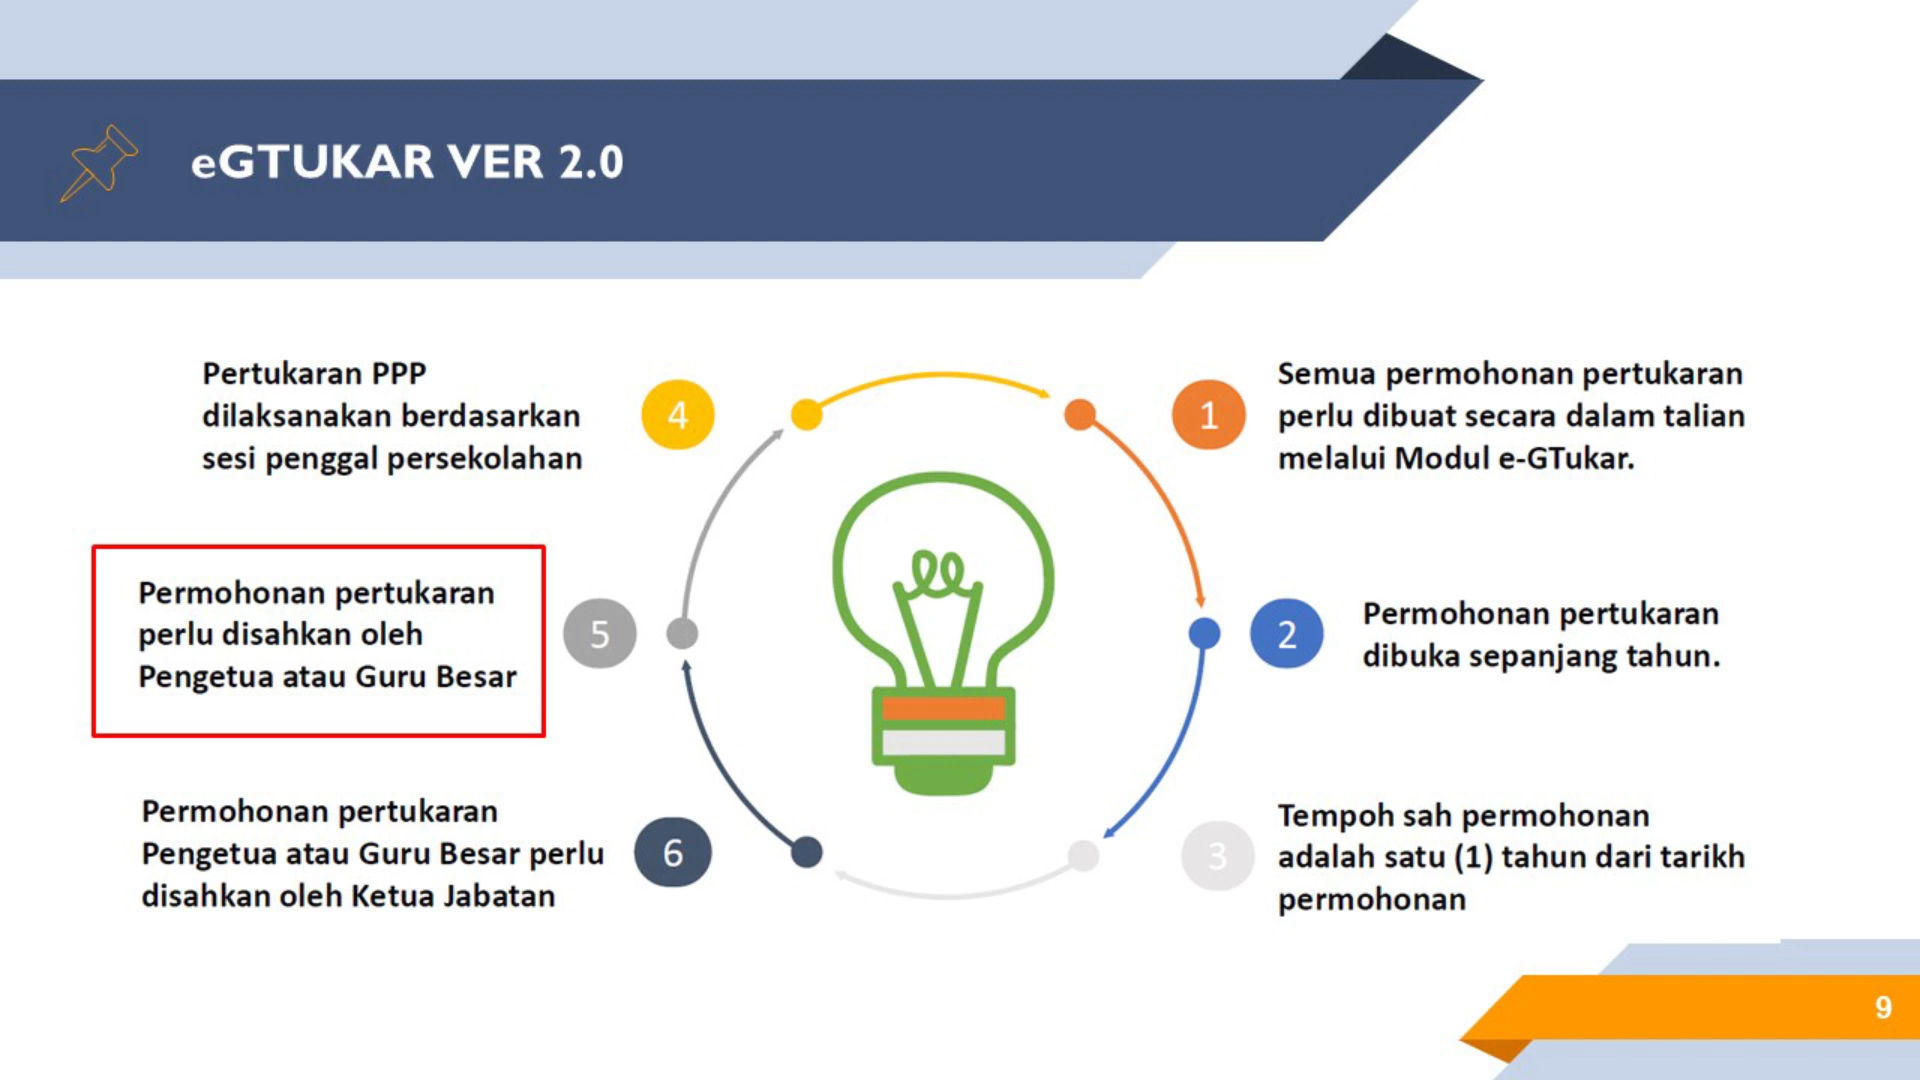 eGTUKAR VER 2.0
Pertukaran PPP
dilaksanakan berdasarkan
sesi penggal persekolahan
4
1
Semua permohonan pertukaran
perlu dibuat secara dalam talian
melalui Modul e-GTukar.
Permohonan pertukaran
perlu disahkan oleh
Pengetua atau Guru Besar
5
2
Permohonan pertukaran
dibuka sepanjang tahun.
Permohonan pertukaran
Pengetua atau Guru Besar perlu
disahkan oleh Ketua Jabatan
6
3
Tempoh sah permohonan
adalah satu (1) tahun dari tarikh
permohonan
9